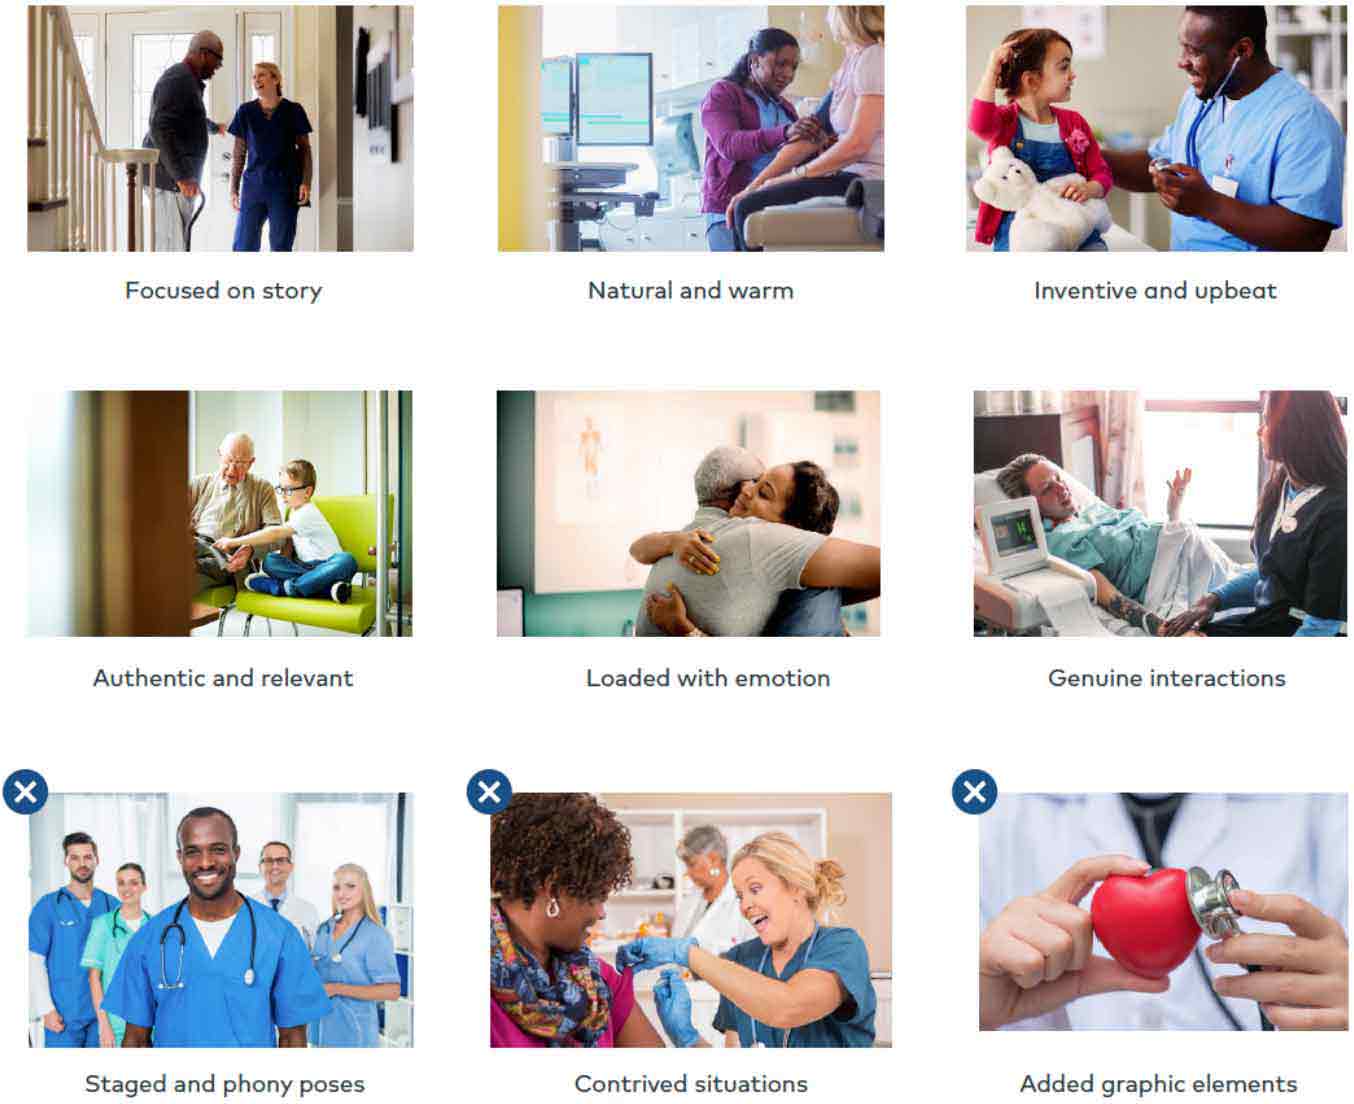 Focused on story
Natural and warm
Inventive and upbeat
Authentic and relevant
Loaded with emotion
Genuine interactions
Staged and phony poses
Contrived situations
Added graphic elements